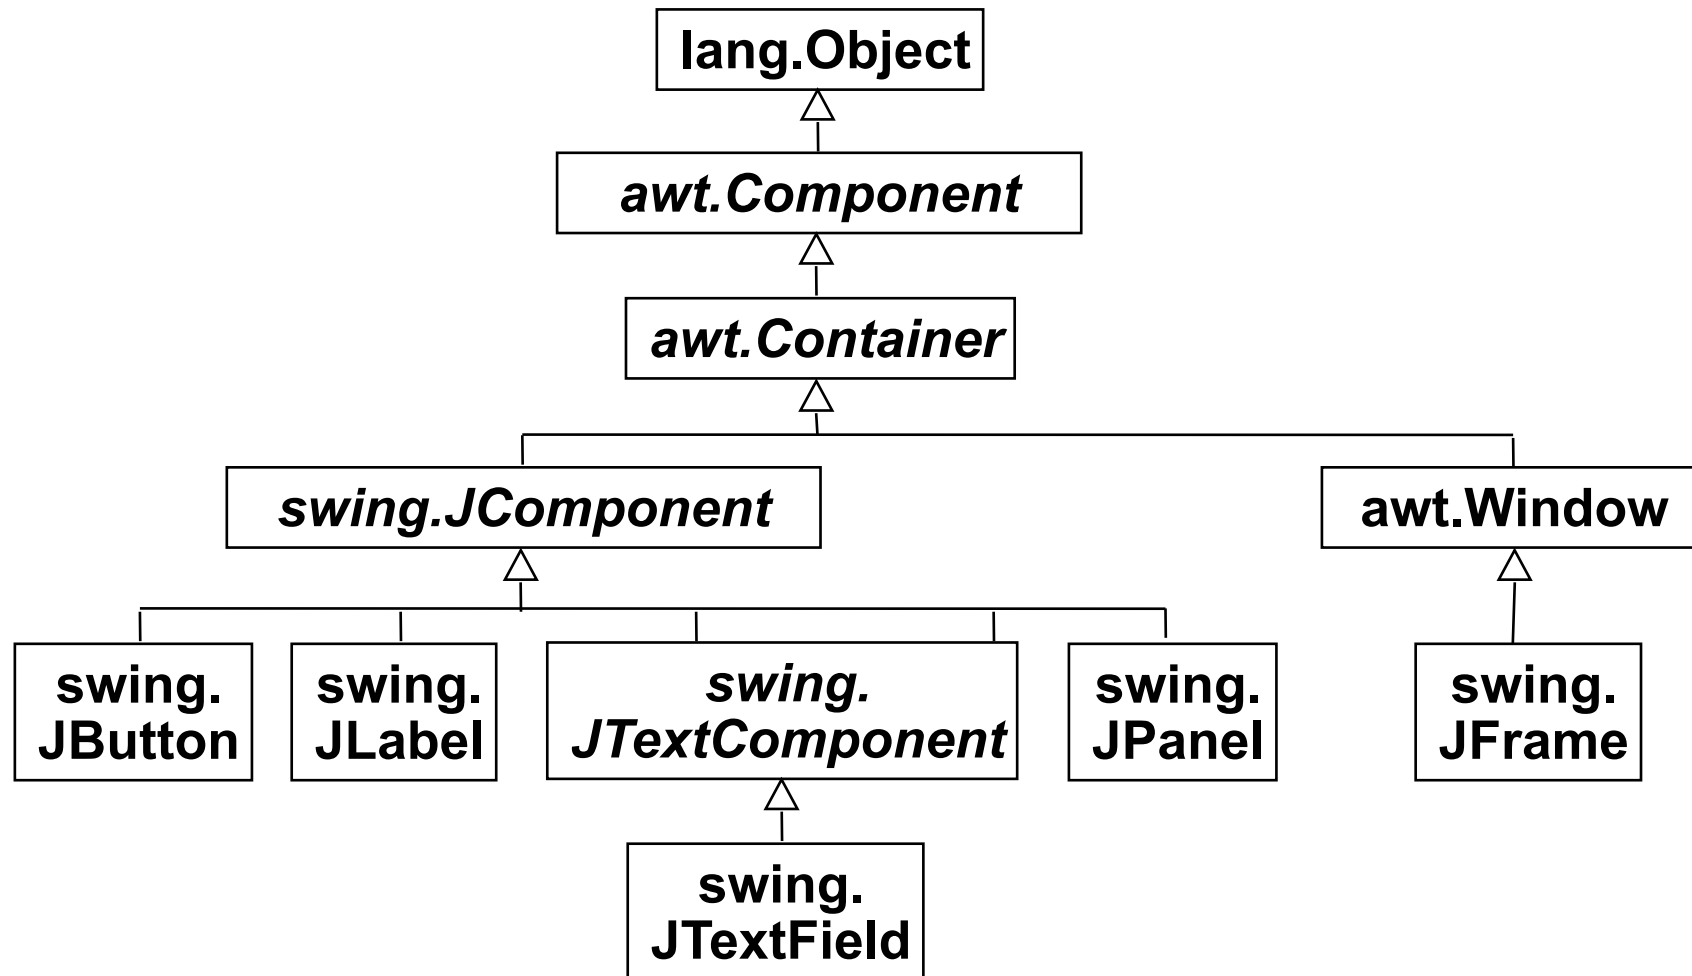 lang.Object
awt.Component
awt.Container
swing.JComponent
awt.Window
swing.
JButton
swing.
JLabel
swing.
JTextComponent
swing.
JPanel
swing.
JFrame
swing.
JTextField